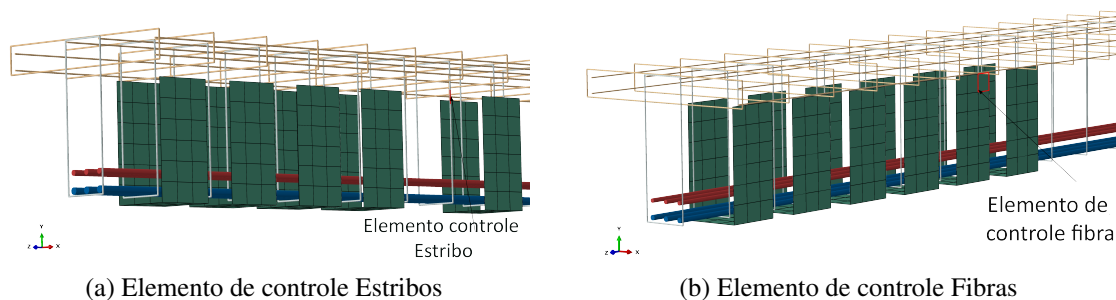 Elemento controle
Estribo
Y
Z
X
(a) Elemento de controle Estribos
Elemento de
controle fibra
Y
Z
X
(b) Elemento de controle Fibras